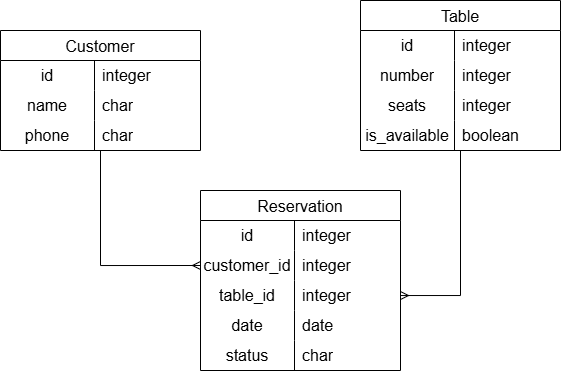 Customer
id integer
name char
phone char
Table
id integer
number integer
seats integer
is_available boolean
Reservation
id integer
customer_id integer
table_id integer
date date
status char